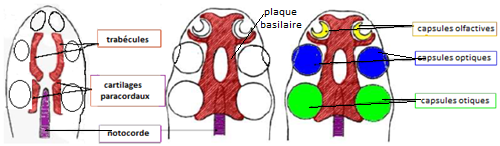 trabécules
cartilages
paracordaux
notocorde
plaque
basilaire
capsules olfactives
capsules optiques
capsules otiques